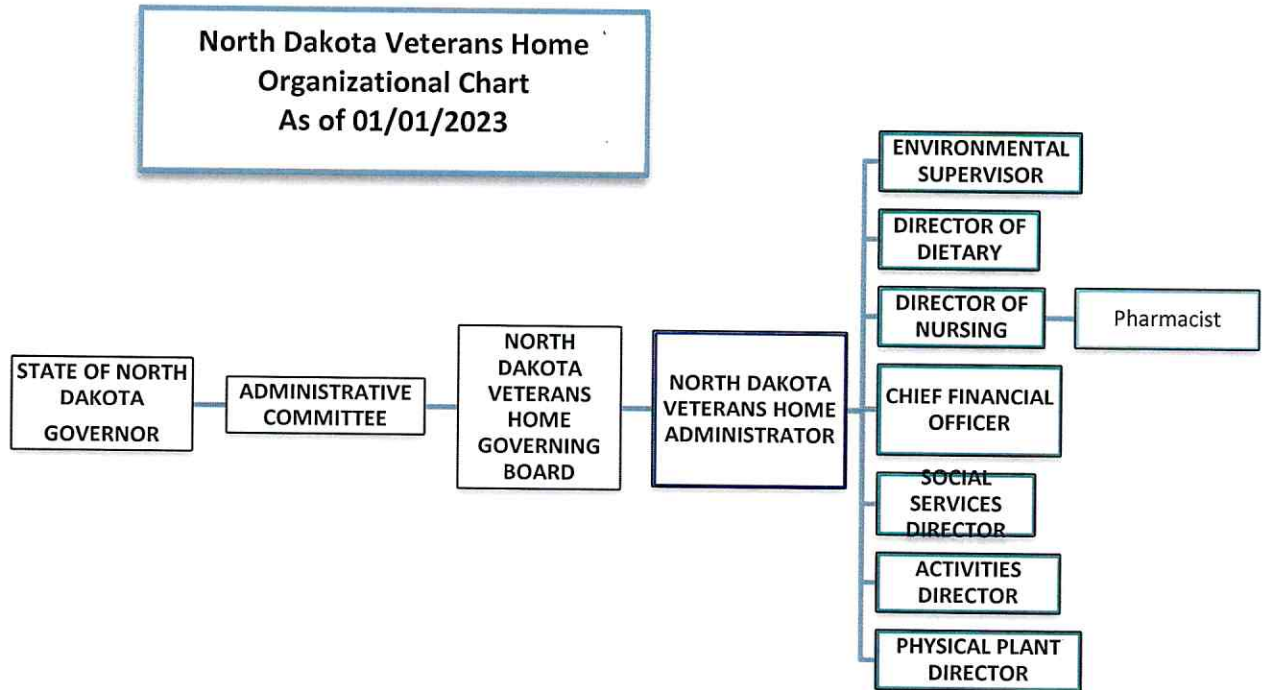 North Dakota Veterans Home
Organizational Chart
As of 01/01/2023
STATE OF NORTH
DAKOTA
GOVERNOR
ADMINISTRATIVE
COMMITTEE
NORTH
DAKOTA
VETERANS
HOME
GOVERNING
BOARD
NORTH DAKOTA
VETERANS HOME
ADMINISTRATOR
ENVIRONMENTAL
SUPERVISOR
DIRECTOR OF
DIETARY
DIRECTOR OF
NURSING
Pharmacist
CHIEF FINANCIAL
OFFICER
SOCIAL
SERVICES
DIRECTOR
ACTIVITIES
DIRECTOR
PHYSICAL PLANT
DIRECTOR